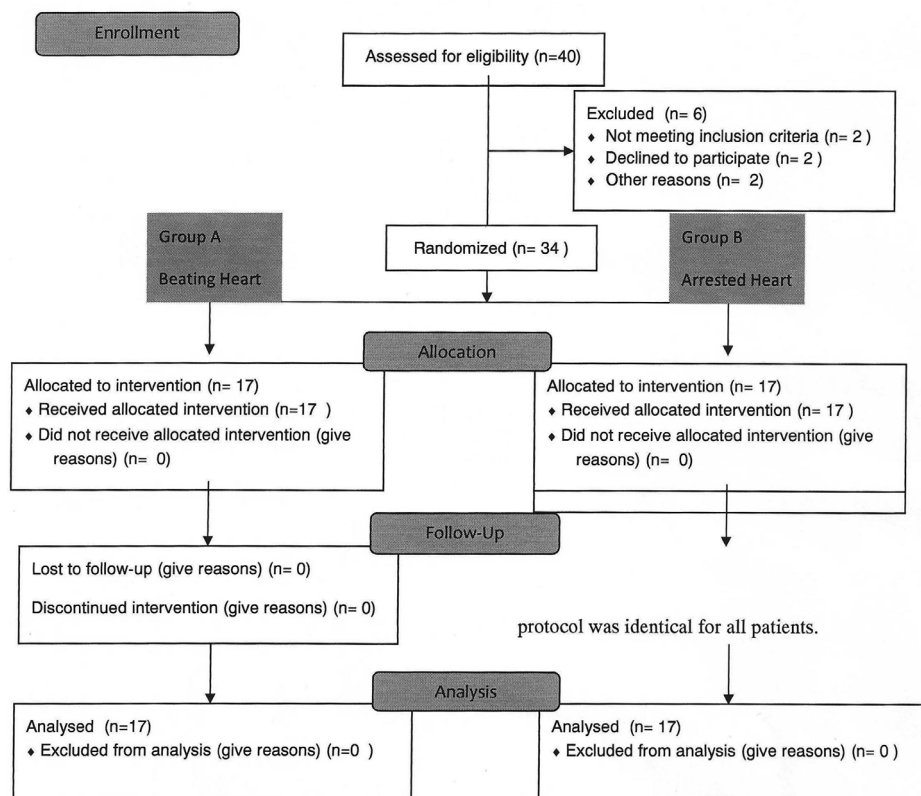 Enrollment
Assessed for eligibility (n=40)
Excluded (n= 6)
♦ Not meeting inclusion criteria (n= 2 )
♦ Declined to participate (n= 2 )
♦ Other reasons (n= 2)
Group A
Beating Heart
Randomized (n= 34 )
Group B
Arrested Heart
Allocation
Allocated to intervention (n= 17)
♦ Received allocated intervention (n=17 )
♦ Did not receive allocated intervention (give
reasons) (n= 0)
Allocated to intervention (n= 17)
♦ Received allocated intervention (n= 17 )
♦ Did not receive allocated intervention (give
reasons) (n= 0)
Follow-Up
Lost to follow-up (give reasons) (n= 0)
Discontinued intervention (give reasons) (n= 0)
protocol was identical for all patients.
Analysis
Analysed (n=17)
♦ Excluded from analysis (give reasons) (n=0 )
Analysed (n= 17)
♦ Excluded from analysis (give reasons) (n= 0 )